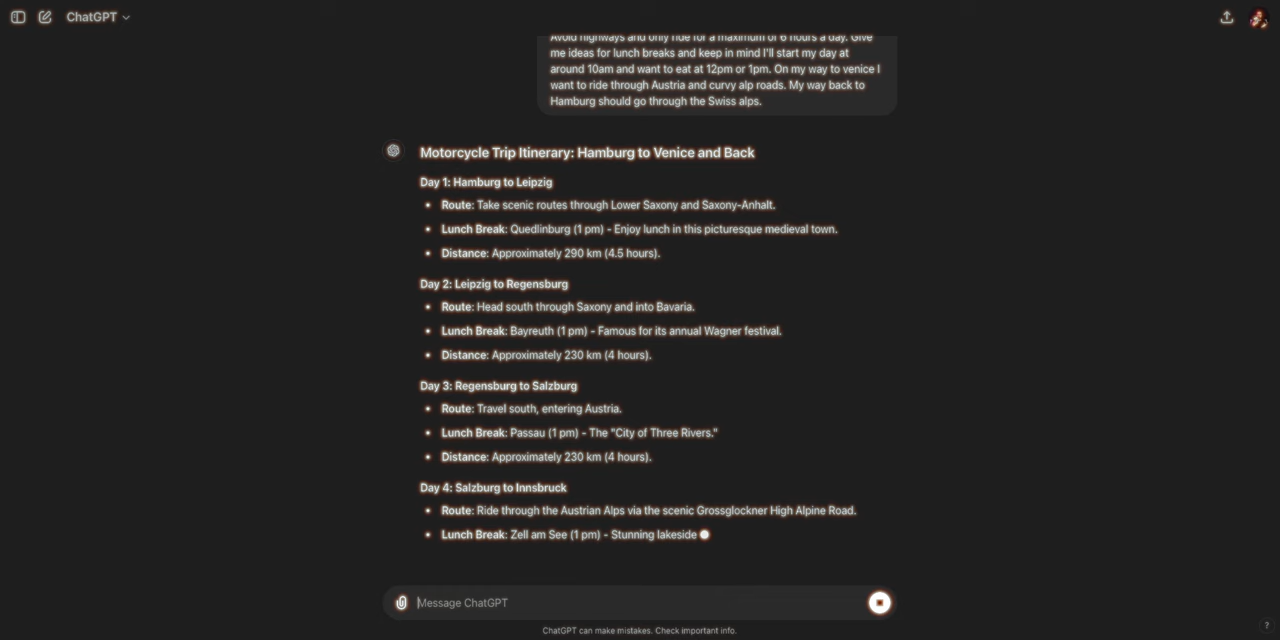 ChatGPT
Avoid highways and only ride for a maximum of 6 hours a day. Give
me ideas for lunch breaks and keep in mind I'll start my day at
around 10am and want to eat at 12pm or 1pm. On my way to venice I
want to ride through Austria and curvy alp roads. My way back to
Hamburg should go through the Swiss alps.
Motorcycle Trip Itinerary: Hamburg to Venice and Back
Day 1: Hamburg to Leipzig
• Route: Take scenic routes through Lower Saxony and Saxony-Anhalt.
• Lunch Break: Quedlinburg (1 pm) - Enjoy lunch in this picturesque medieval town.
• Distance: Approximately 290 km (4.5 hours).
Day 2: Leipzig to Regensburg
• Route: Head south through Saxony and into Bavaria.
• Lunch Break: Bayreuth (1 pm) - Famous for its annual Wagner festival.
• Distance: Approximately 230 km (4 hours).
Day 3: Regensburg to Salzburg
• Route: Travel south, entering Austria.
• Lunch Break: Passau (1 pm) - The "City of Three Rivers."
• Distance: Approximately 230 km (4 hours).
Day 4: Salzburg to Innsbruck
• Route: Ride through the Austrian Alps via the scenic Grossglockner High Alpine Road.
• Lunch Break: Zell am See (1 pm) - Stunning lakeside
Message ChatGPT
ChatGPT can make mistakes. Check important info.
?